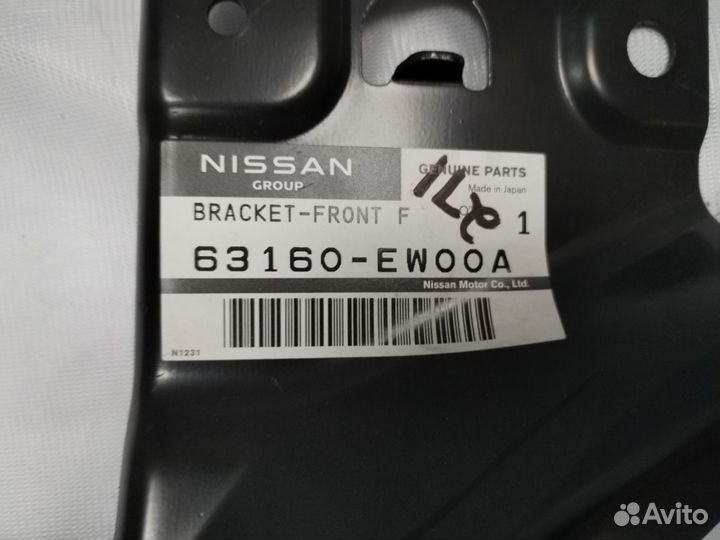 NISSAN
GROUP
GENUINE PARTS
Made in Japan
BRACKET-FRONT F
1
63160-EW00A
Nissan Motor Co., Ltd.
N1231
Avito